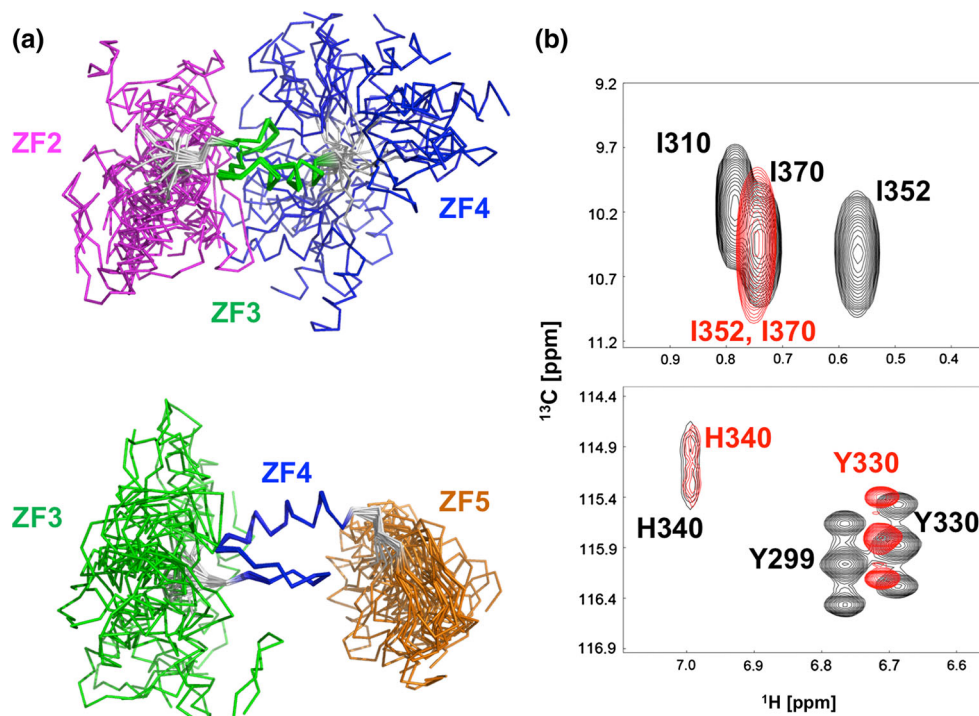 (a)
ZF2
ZF4
ZF3
ZF3
ZF4
ZF5
(b)
9.2
9.7
10.2
10.7
11.2
I310
I370
I352
I352, I370
0.9 0.8 0.7 0.6 0.5 0.4
¹³C [ppm]
114.4
114.9
115.4
115.9
116.4
116.9
H340
H340
Y330
Y330
Y299
7.0 6.9 6.8 6.7 6.6
¹H [ppm]